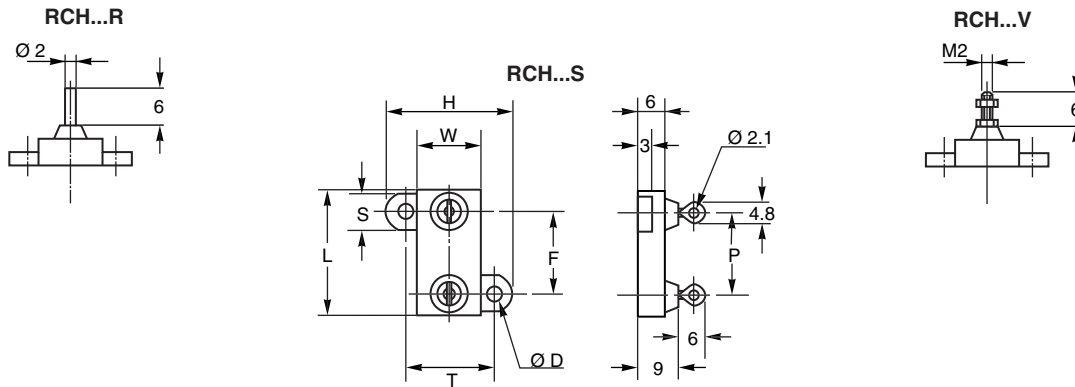 RCH...R
Ø 2
6
RCH...S
H
W
S
L
F
T
Ø D
6
3
Ø 2.1
4.8
P
6
9
RCH...V
M2
6